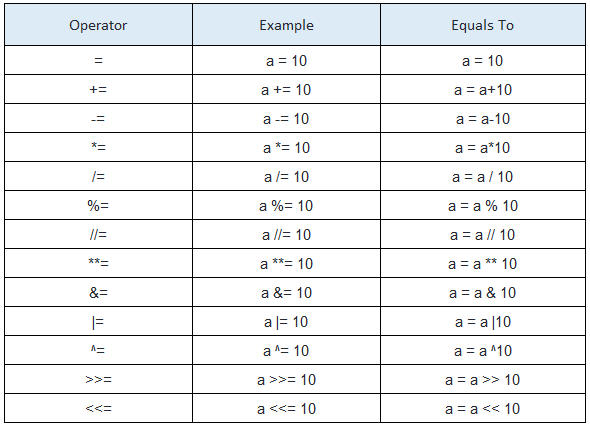 Operator Example Equals To
= a = 10 a = 10
+= a += 10 a = a+10
-= a -= 10 a = a-10
*= a *= 10 a = a*10
/= a /= 10 a = a / 10
%= a %= 10 a = a % 10
//= a //= 10 a = a // 10
**= a **= 10 a = a ** 10
&= a &= 10 a = a & 10
|= a |= 10 a = a |10
^= a ^= 10 a = a ^10
>>= a >>= 10 a = a >> 10
<<= a <<= 10 a = a << 10